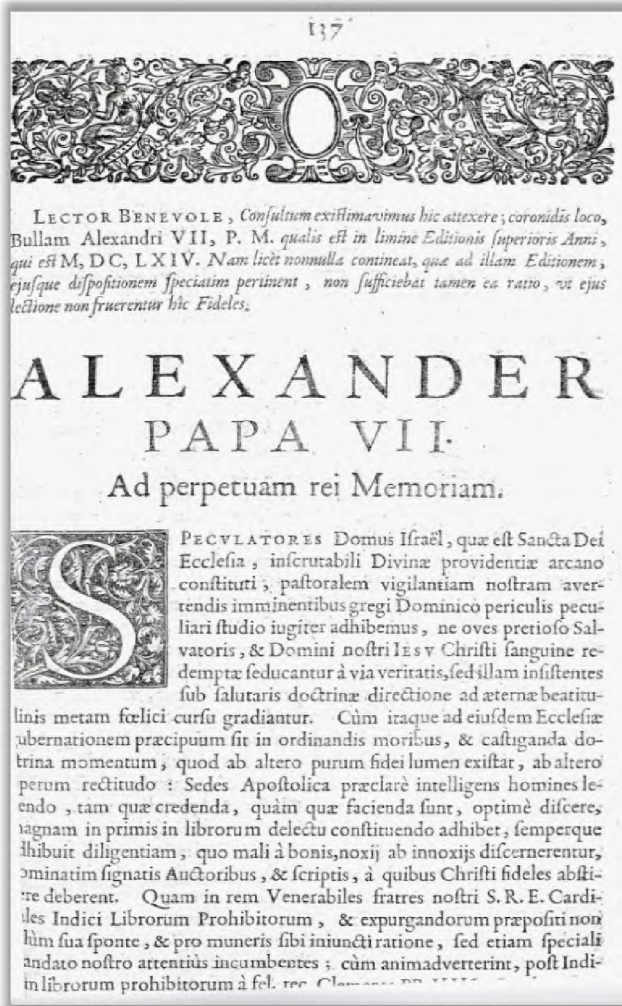 137
LECTOR BENEVOLE, Consultum existimavimus hic attexere; coronidis loco,
Bullam Alexandri VII, P. M. qualis est in limine Editionis superioris Anni,
qui est M, DC, LXIV. Nam licèt nonnulla contineat, quæ ad illam Editionem,
ejusque dispositionem speciatim pertinent, non sufficiebat tamen ea ratio, vt ejus
lectione non fruerentur hîc Fideles.
ALEXANDER
PAPA VII.
Ad perpetuam rei Memoriam.
SPECVLATORES Domus Israël, quæ est Sancta Dei
Ecclesia, inscrutabili Divinæ providentiæ arcano
constituti; pastoralem vigilantiam nostram aver-
tendis imminentibus gregi Dominico periculis pecu-
liari studio iugiter adhibemus, ne oves pretioso Sal-
vatoris, & Domini nostri IESV Christi sanguine re-
demptæ seducantur à via veritatis, sed illam insistentes
sub salutaris doctrinæ directione ad æternæ beatitu-
linis metam fœlici cursu gradiantur. Cùm itaque ad eiusdem Ecclesiæ
ubernationem præcipuum sit in ordinandis moribus, & castiganda do-
trina momentum, quod ab altero purum fidei lumen existat, ab altero
perum rectitudo: Sedes Apostolica præclarè intelligens homines le-
endo, tam quæ credenda, quàm quæ facienda sunt, optimè discere,
nagnam in primis in librorum delectu constituendo adhibet, semperque
dhibuit diligentiam, quo mali à bonis, noxij ab innoxijs discernerentur,
ominatim signatis Auctoribus, & scriptis, à quibus Christi fideles absti-
re deberent. Quam in rem Venerabiles fratres nostri S. R. E. Cardi-
les Indici Librorum Prohibitorum, & expurgandorum præpositi non
lùm sua sponte, & pro muneris sibi iniuncti ratione, sed etiam speciali
andato nostro attentiùs incumbentes; cùm animadverterint, post Indi-
m librorum prohibitorum à fel. rec.